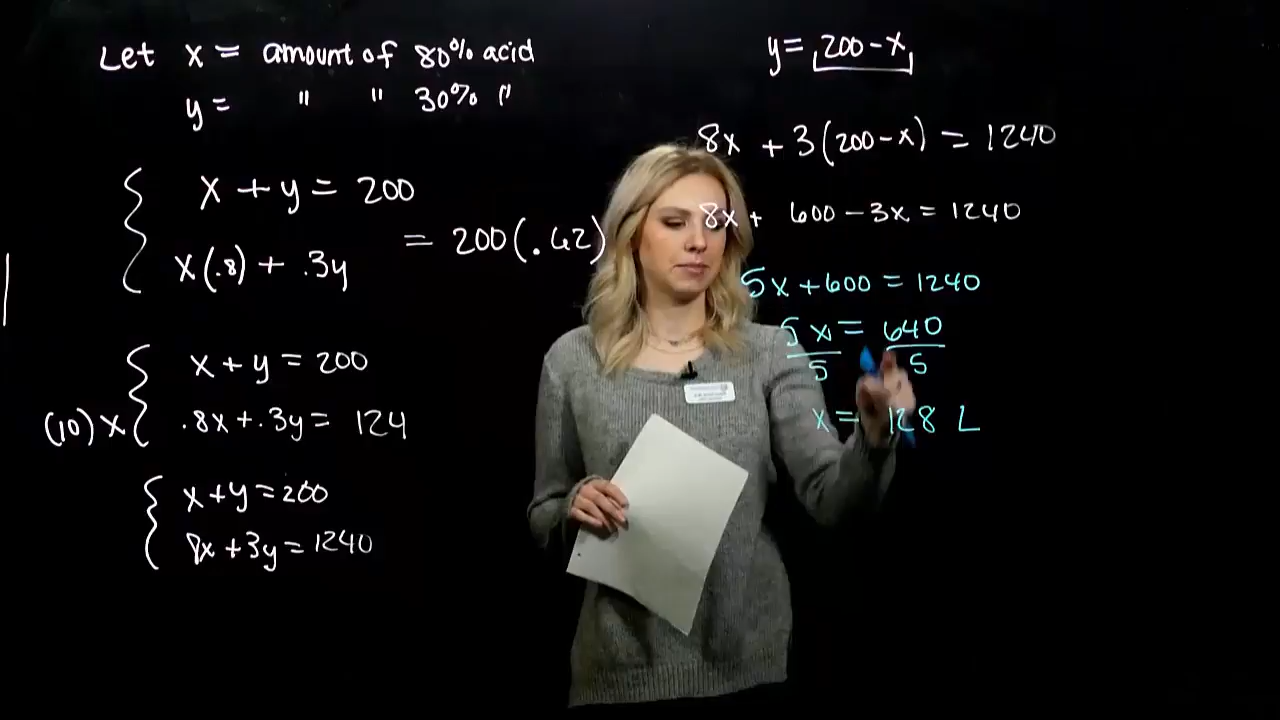 Let x = amount of 80% acid
y = " " 30% "
x + y = 200
x(.8) + .3y = 200(.62)
x + y = 200
(10) x .8x + .3y = 124
x + y = 200
8x + 3y = 1240
y = 200 - x
8x + 3(200 - x) = 1240
8x + 600 - 3x = 1240
5x + 600 = 1240
5x = 640
5 5
x = 128 L